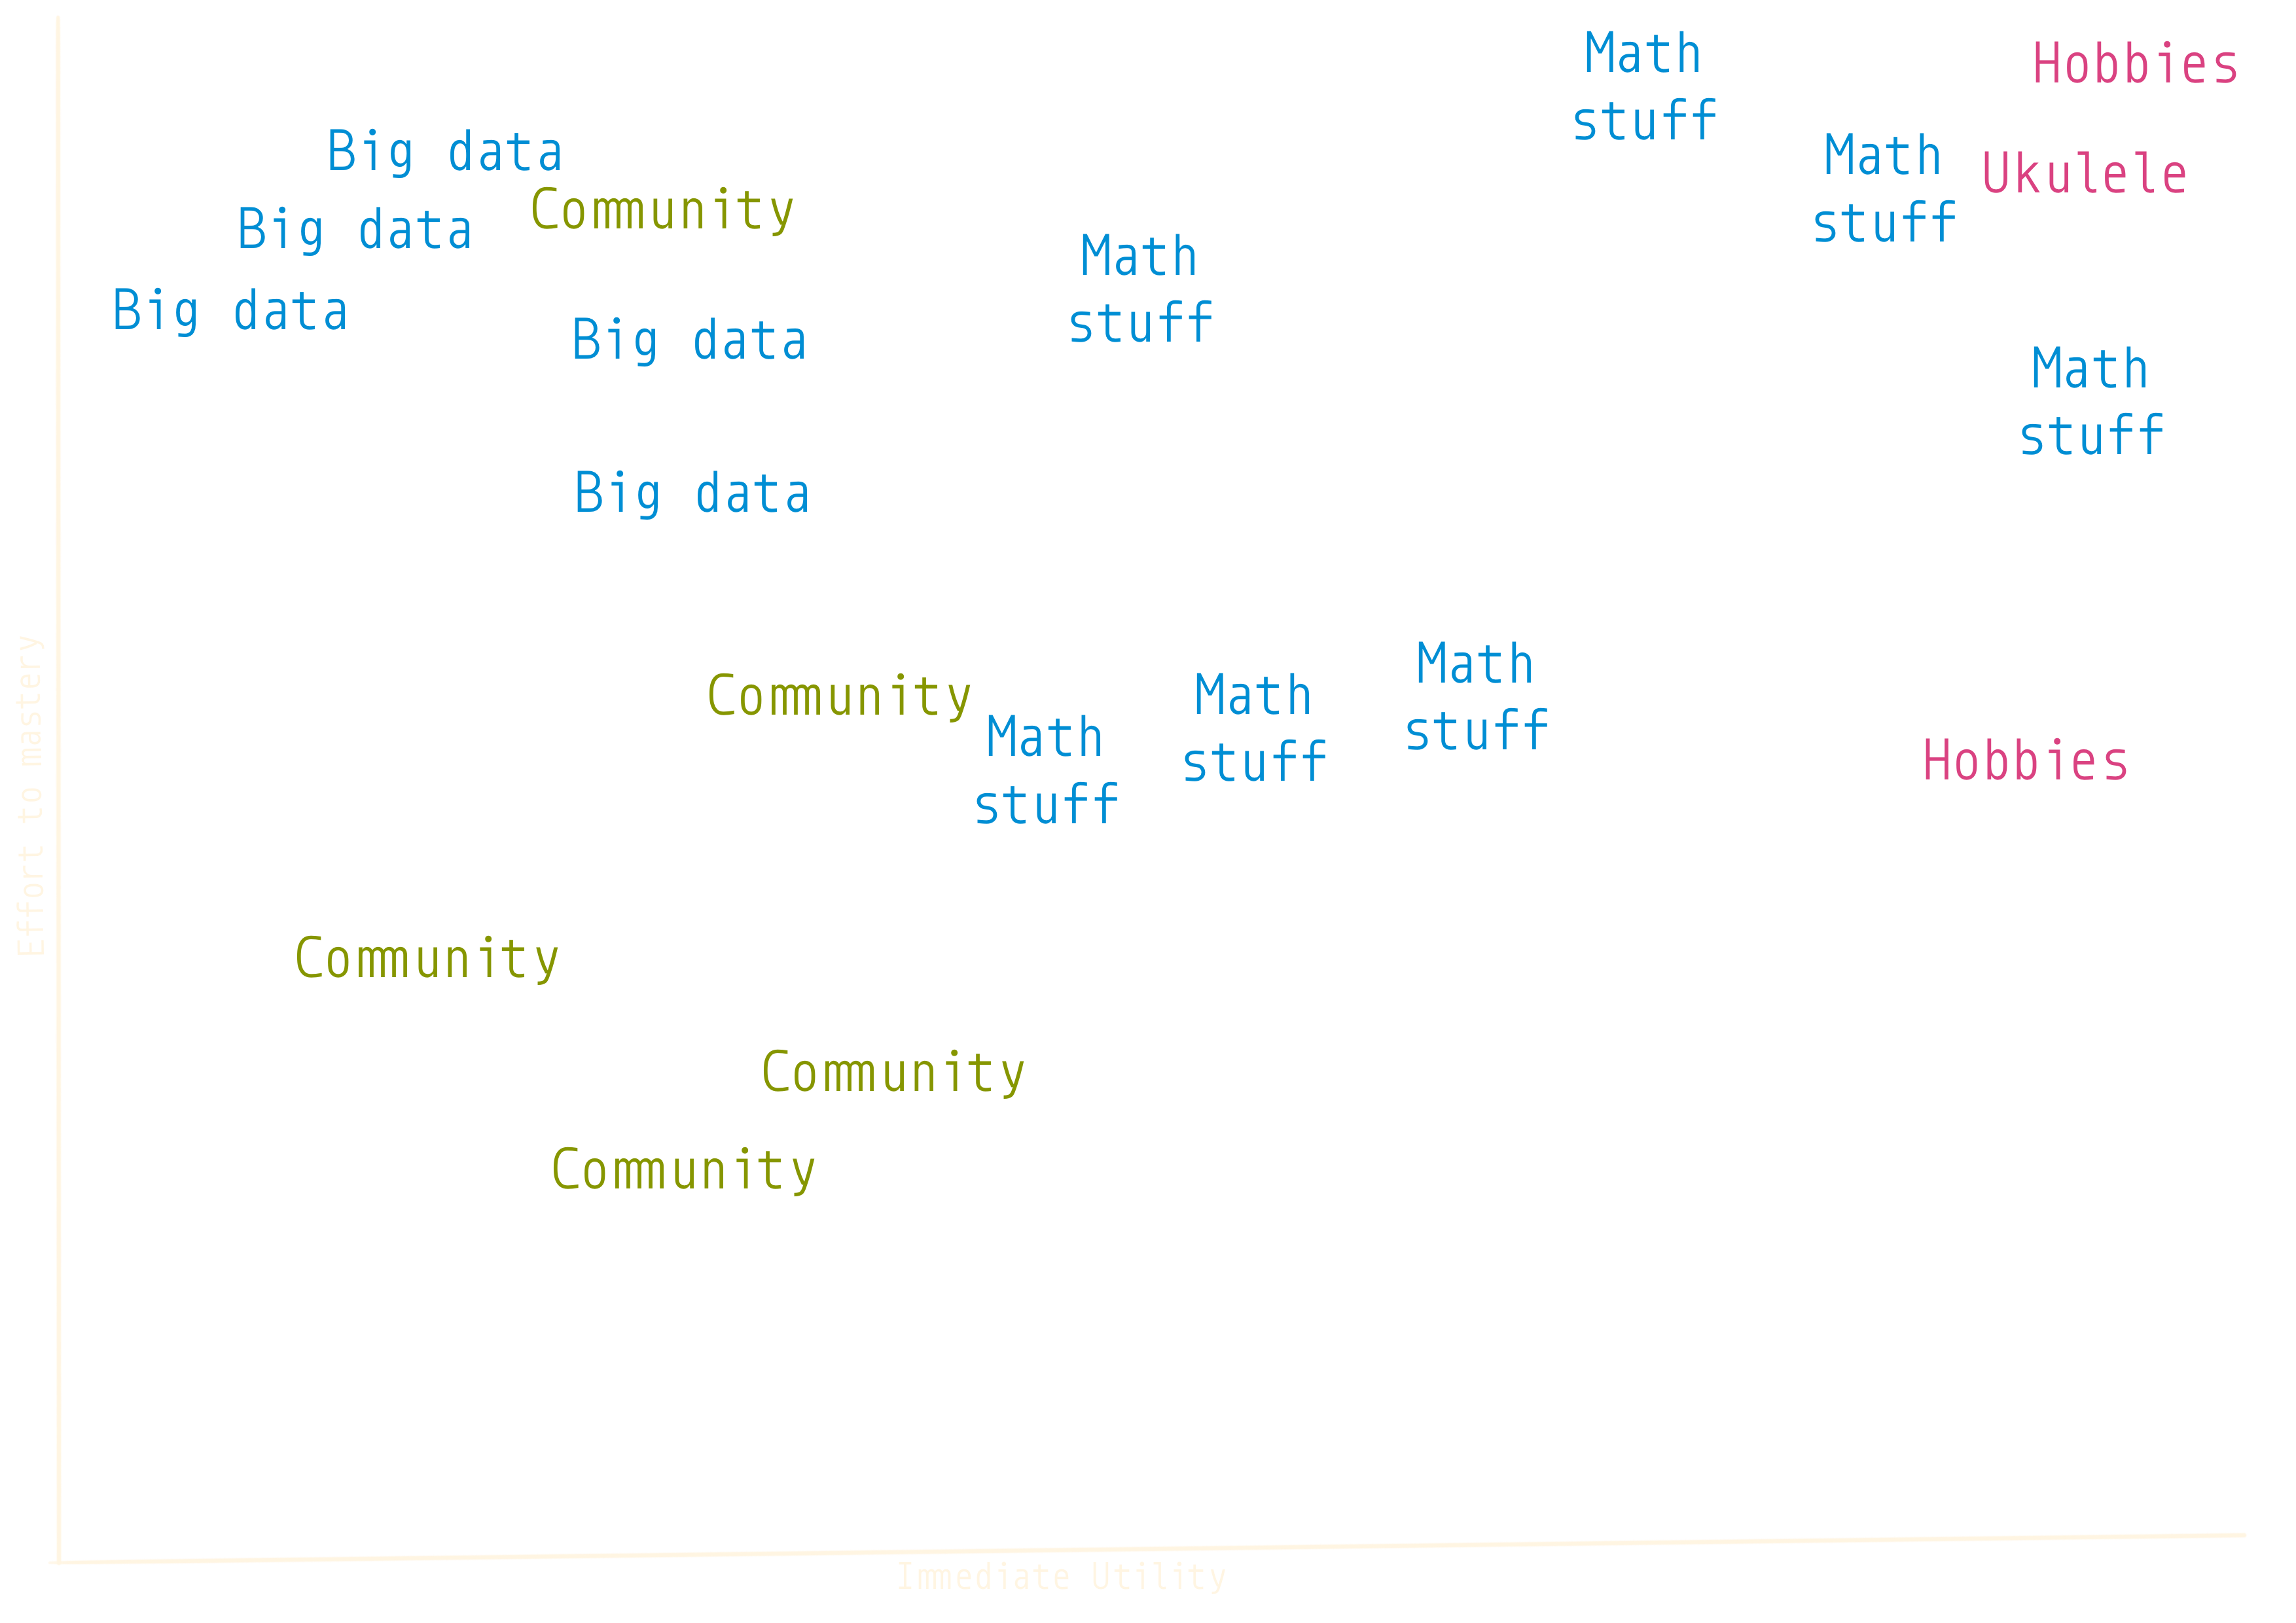 Math
stuff
Hobbies
Big data
Math
stuff
Ukulele
Community
Big data
Math
stuff
Big data
Big data
Math
stuff
Big data
Effort to mastery
Community
Math
stuff
Math
stuff
Math
stuff
Hobbies
Community
Community
Community
Immediate Utility